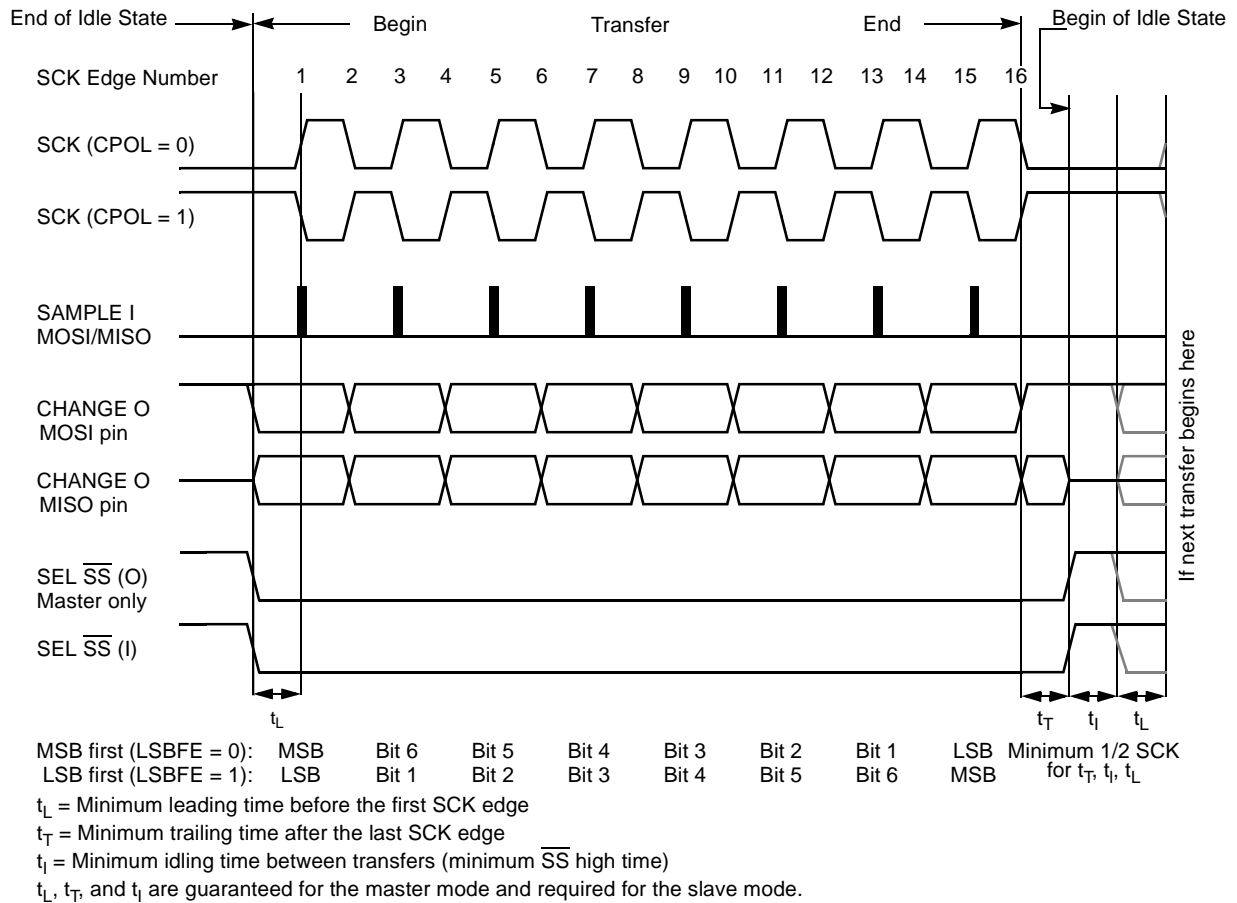 End of Idle State
Begin
Transfer
End
Begin of Idle State
SCK Edge Number
1 2 3 4 5 6 7 8 9 10 11 12 13 14 15 16
SCK (CPOL = 0)
SCK (CPOL = 1)
SAMPLE I
MOSI/MISO
CHANGE O
MOSI pin
CHANGE O
MISO pin
SEL S̅S̅ (O)
Master only
SEL S̅S̅ (I)
If next transfer begins here
tL tT tI tL
MSB first (LSBFE = 0): MSB Bit 6 Bit 5 Bit 4 Bit 3 Bit 2 Bit 1 LSB Minimum 1/2 SCK
LSB first (LSBFE = 1): LSB Bit 1 Bit 2 Bit 3 Bit 4 Bit 5 Bit 6 MSB for tT, tI, tL
tL = Minimum leading time before the first SCK edge
tT = Minimum trailing time after the last SCK edge
tI = Minimum idling time between transfers (minimum S̅S̅ high time)
tL, tT, and tI are guaranteed for the master mode and required for the slave mode.